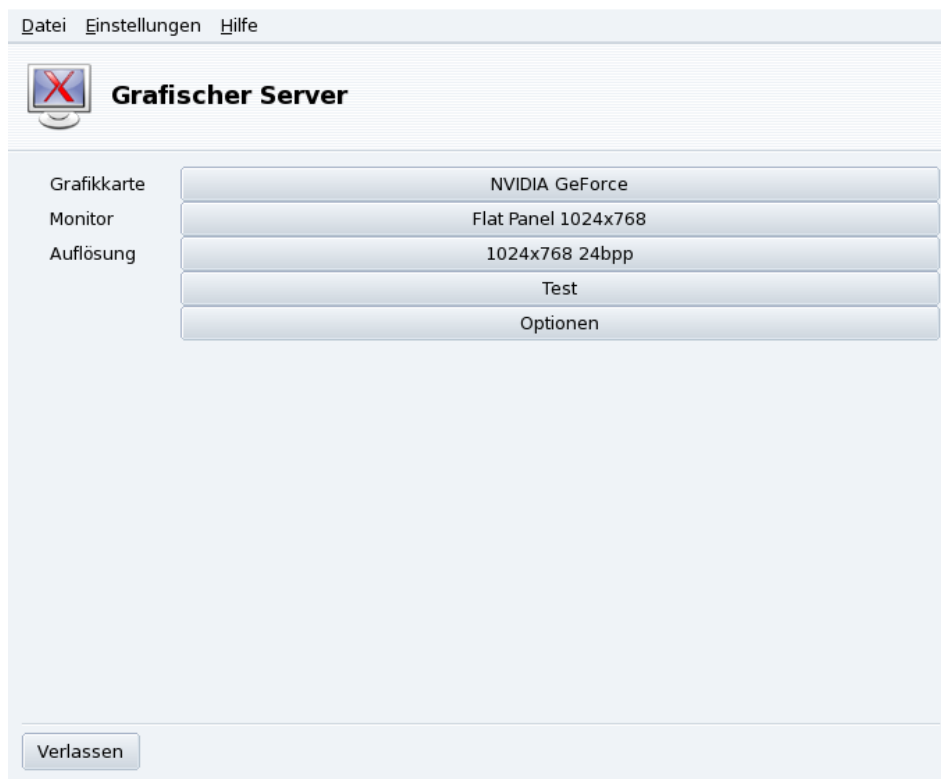 Datei Einstellungen Hilfe
Grafischer Server
Grafikkarte NVIDIA GeForce
Monitor Flat Panel 1024x768
Auflösung 1024x768 24bpp
Test
Optionen
Verlassen